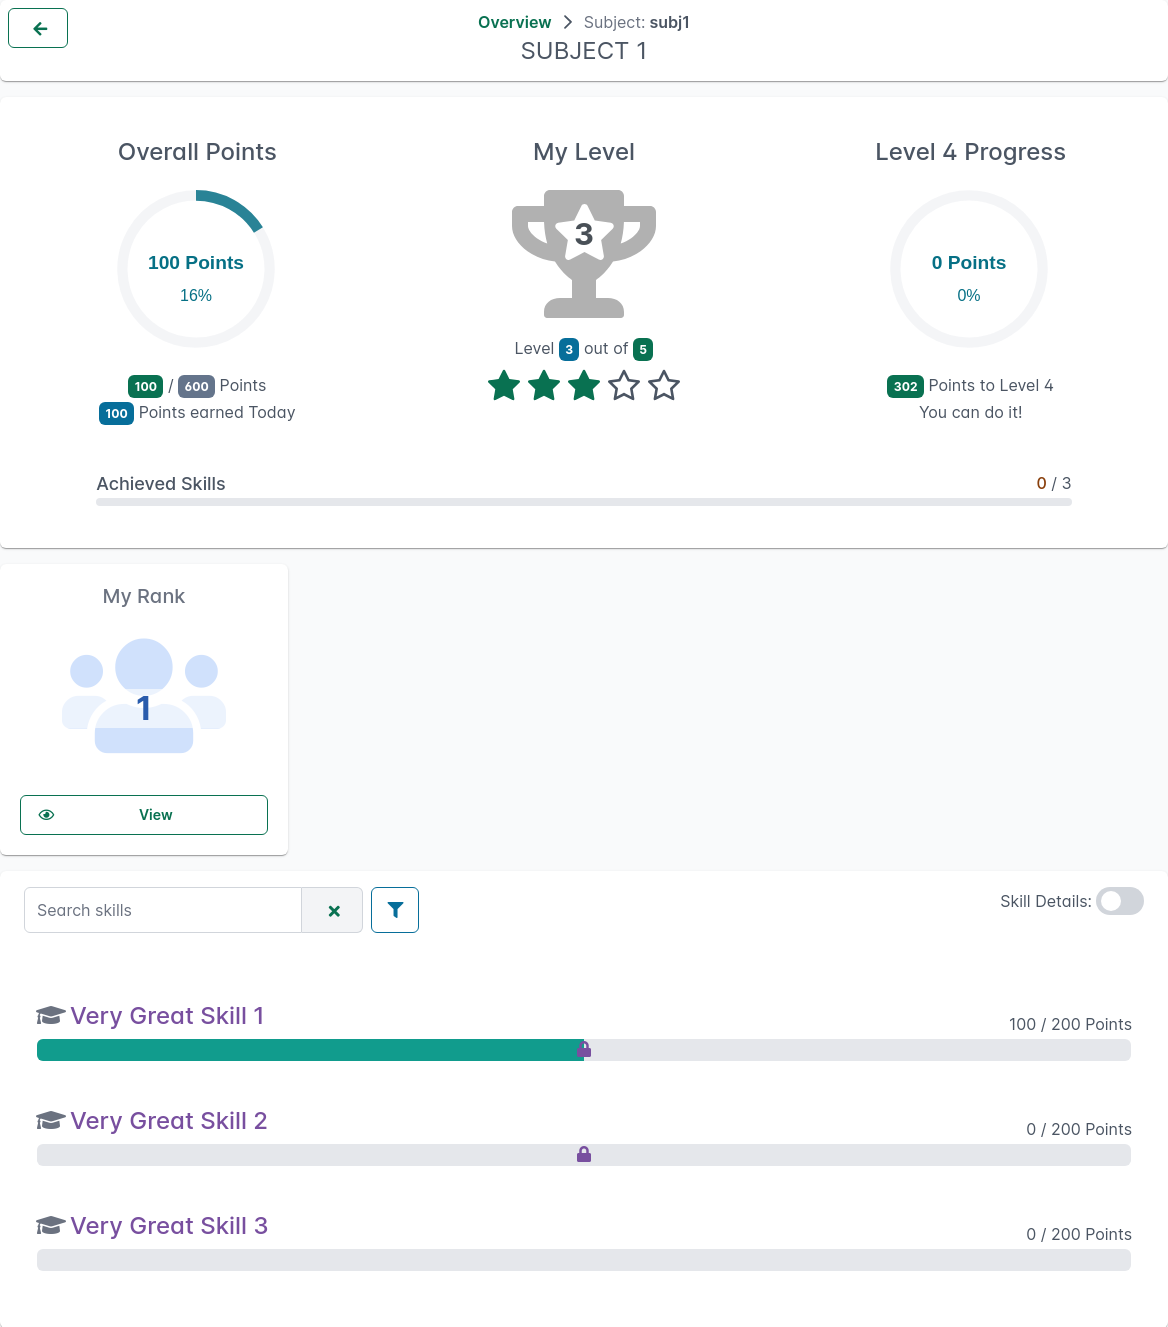 Overview > Subject: subj1
SUBJECT 1
Overall Points
100 Points
16%
100 / 600 Points
100 Points earned Today
My Level
3
Level 3 out of 5
Level 4 Progress
0 Points
0%
302 Points to Level 4
You can do it!
Achieved Skills
0 / 3
My Rank
1
View
Search skills
Skill Details:
Very Great Skill 1
100 / 200 Points
Very Great Skill 2
0 / 200 Points
Very Great Skill 3
0 / 200 Points